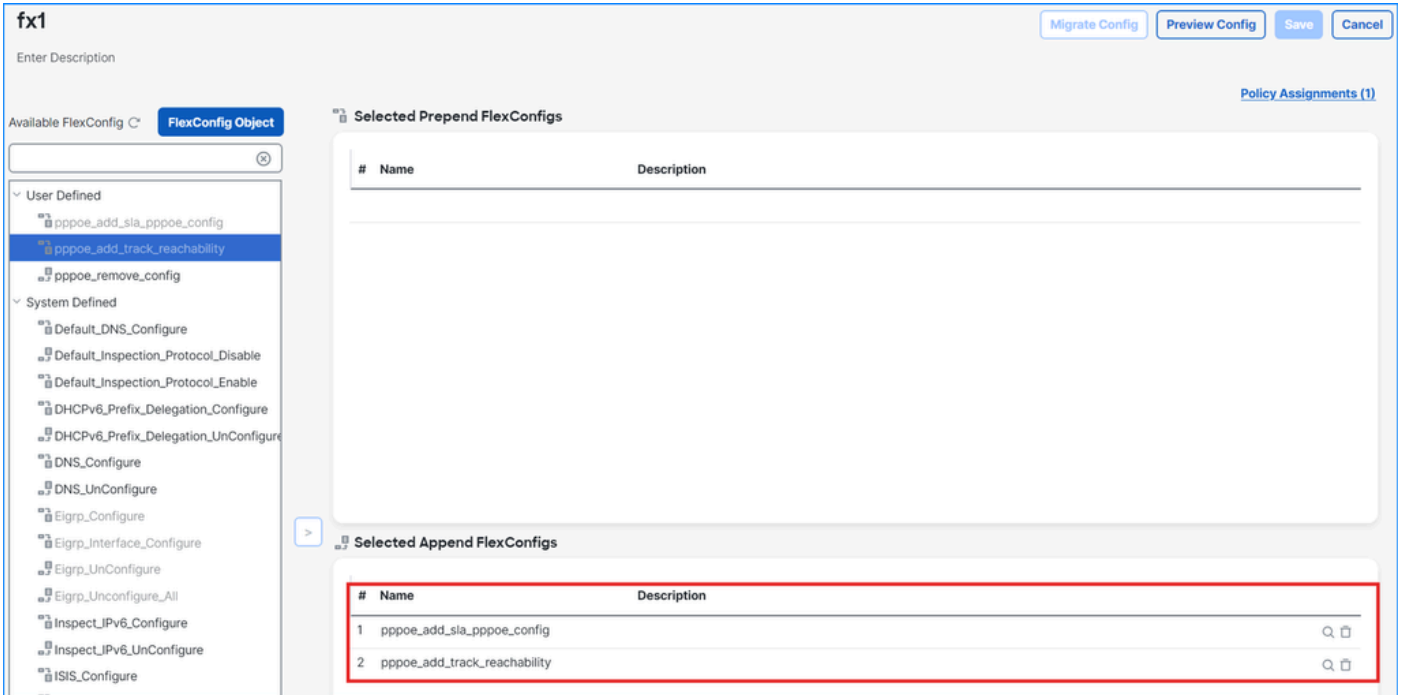 fx1
Migrate Config Preview Config Save Cancel
Enter Description
Policy Assignments (1)
Available FlexConfig FlexConfig Object
User Defined
pppoe_add_sla_pppoe_config
pppoe_add_track_reachability
pppoe_remove_config
System Defined
Default_DNS_Configure
Default_Inspection_Protocol_Disable
Default_Inspection_Protocol_Enable
DHCPv6_Prefix_Delegation_Configure
DHCPv6_Prefix_Delegation_UnConfigure
DNS_Configure
DNS_UnConfigure
Eigrp_Configure
Eigrp_Interface_Configure
Eigrp_UnConfigure
Eigrp_Unconfigure_All
Inspect_IPv6_Configure
Inspect_IPv6_UnConfigure
ISIS_Configure
Selected Prepend FlexConfigs
# Name Description
>
Selected Append FlexConfigs
# Name Description
1 pppoe_add_sla_pppoe_config
2 pppoe_add_track_reachability